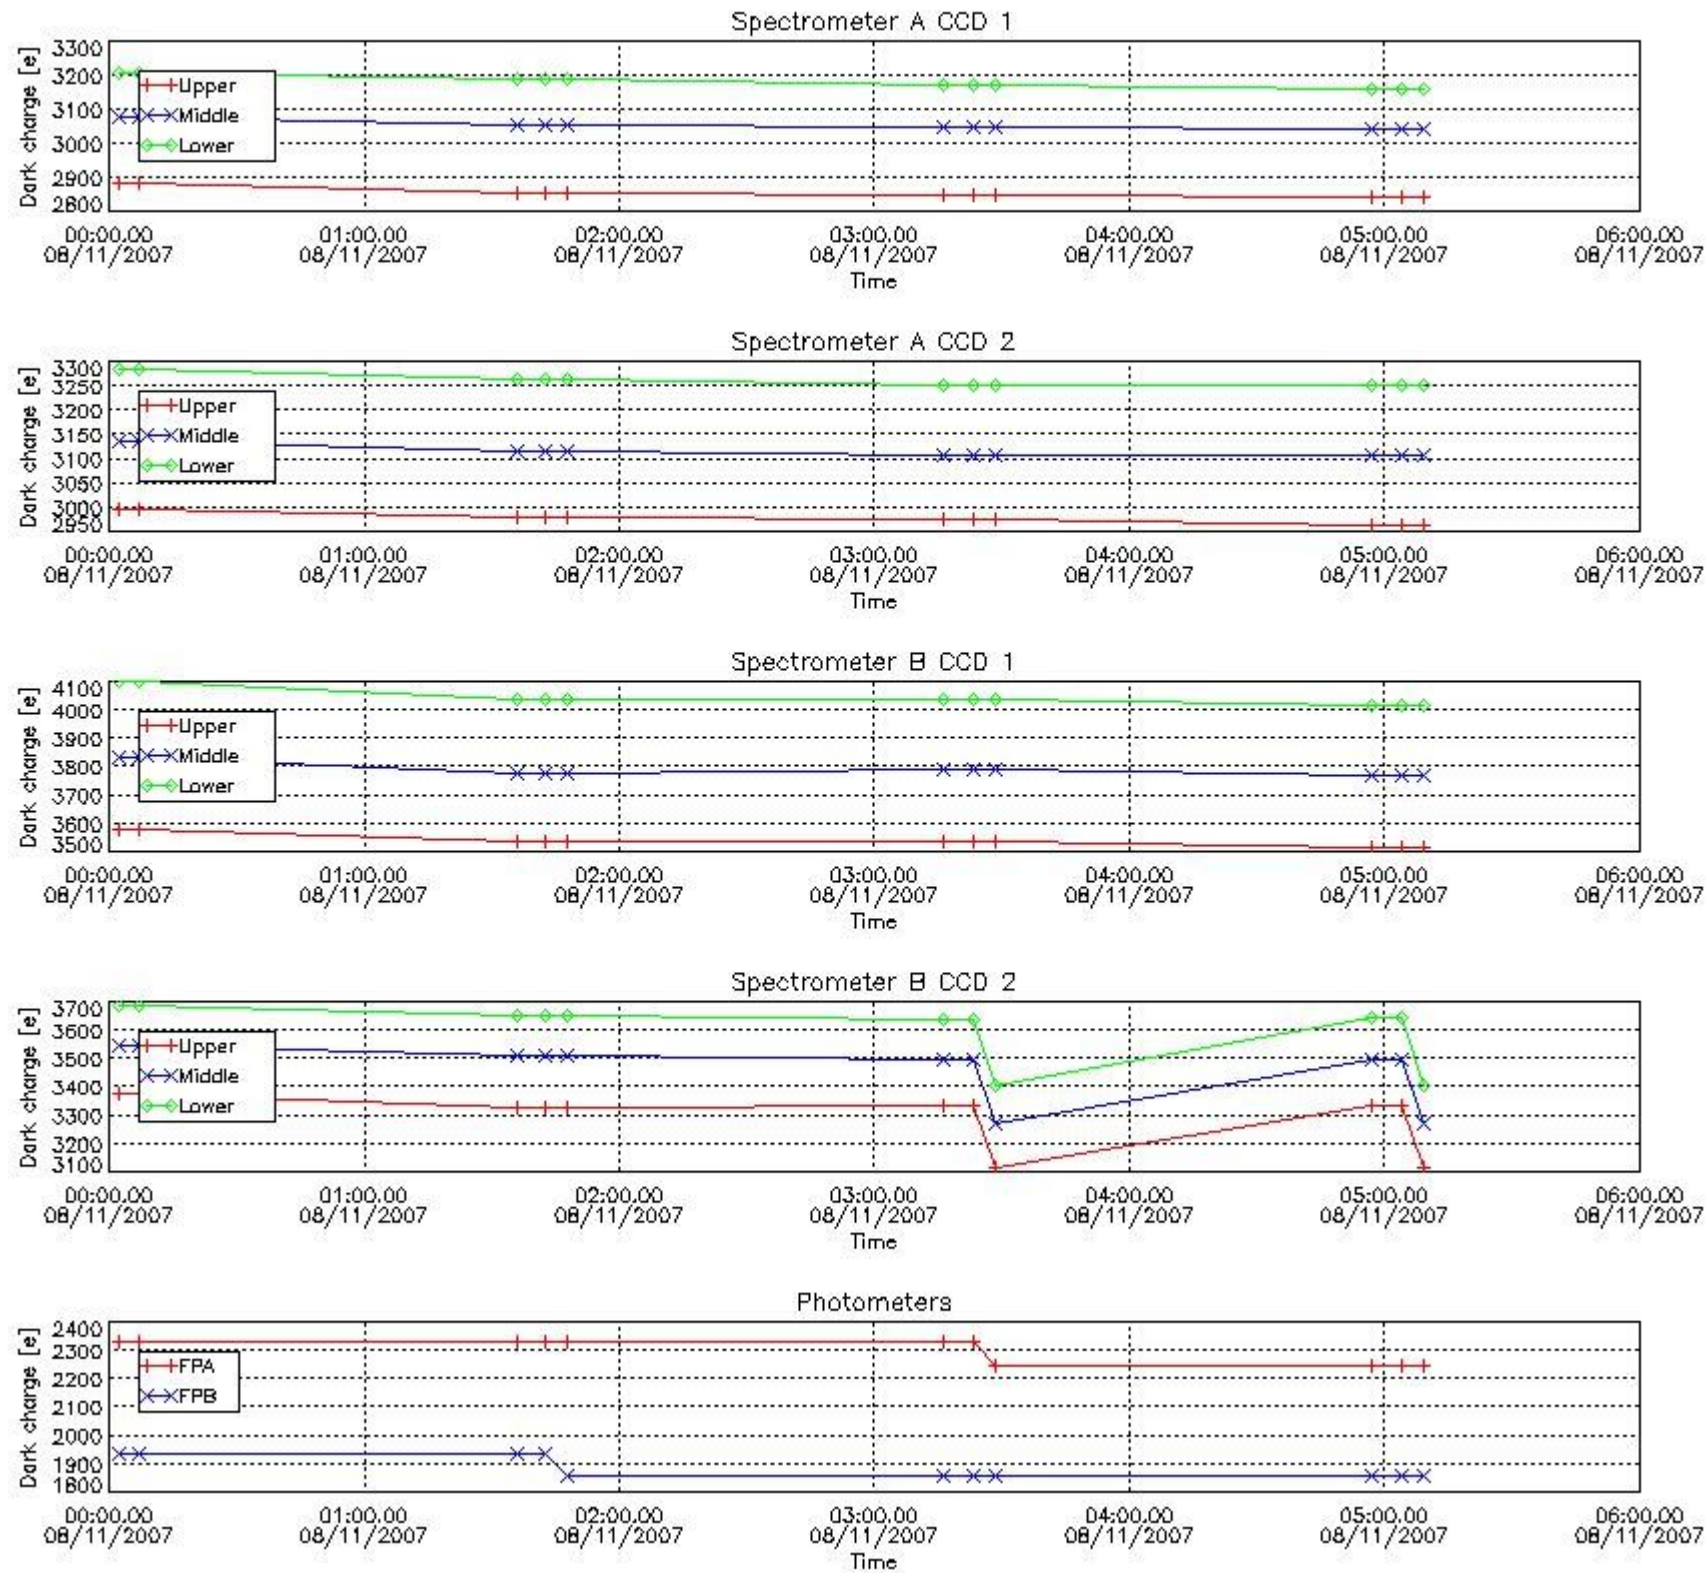 Spectrometer A CCD 1
Dark charge [e]
3300
3200
3100
3000
2900
2800
Upper
Middle
Lower
00:00.00 01:00.00 02:00.00 03:00.00 04:00.00 05:00.00 06:00.00
08/11/2007 08/11/2007 08/11/2007 08/11/2007 08/11/2007 08/11/2007 08/11/2007
Time
Spectrometer A CCD 2
Dark charge [e]
3300
3250
3200
3150
3100
3050
3000
2950
Upper
Middle
Lower
00:00.00 01:00.00 02:00.00 03:00.00 04:00.00 05:00.00 06:00.00
08/11/2007 08/11/2007 08/11/2007 08/11/2007 08/11/2007 08/11/2007 08/11/2007
Time
Spectrometer B CCD 1
Dark charge [e]
4100
4000
3900
3800
3700
3600
3500
Upper
Middle
Lower
00:00.00 01:00.00 02:00.00 03:00.00 04:00.00 05:00.00 06:00.00
08/11/2007 08/11/2007 08/11/2007 08/11/2007 08/11/2007 08/11/2007 08/11/2007
Time
Spectrometer B CCD 2
Dark charge [e]
3700
3600
3500
3400
3300
3200
3100
Upper
Middle
Lower
00:00.00 01:00.00 02:00.00 03:00.00 04:00.00 05:00.00 06:00.00
08/11/2007 08/11/2007 08/11/2007 08/11/2007 08/11/2007 08/11/2007 08/11/2007
Time
Photometers
Dark charge [e]
2400
2300
2200
2100
2000
1900
1800
FPA
FPB
00:00.00 01:00.00 02:00.00 03:00.00 04:00.00 05:00.00 06:00.00
08/11/2007 08/11/2007 08/11/2007 08/11/2007 08/11/2007 08/11/2007 08/11/2007
Time